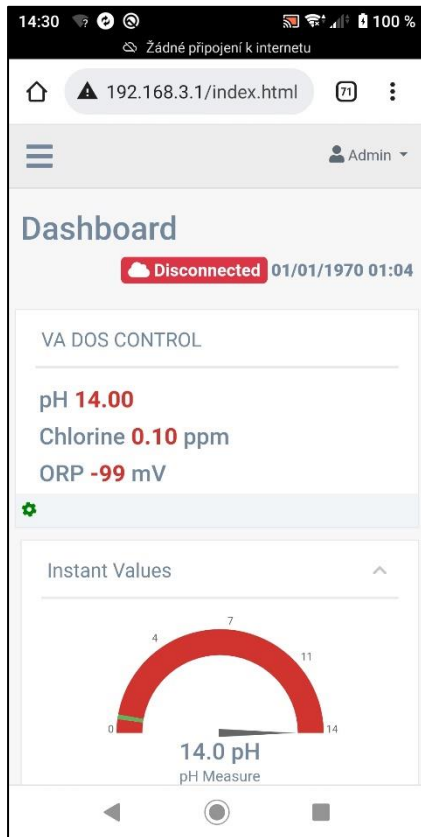 14:30 100 %
Žádné připojení k internetu
192.168.3.1/index.html 71
Admin
Dashboard
Disconnected 01/01/1970 01:04
VA DOS CONTROL
pH 14.00
Chlorine 0.10 ppm
ORP -99 mV
Instant Values
7
4
11
0
14
14.0 pH
pH Measure